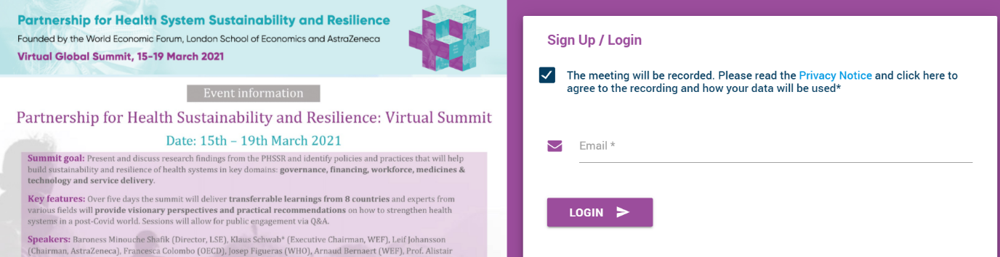 Partnership for Health System Sustainability and Resilience
Founded by the World Economic Forum, London School of Economics and AstraZeneca
Virtual Global Summit, 15-19 March 2021
Event information
Partnership for Health Sustainability and Resilience: Virtual Summit
Date: 15th – 19th March 2021
Summit goal: Present and discuss research findings from the PHSSR and identify policies and practices that will help
build sustainability and resilience of health systems in key domains: governance, financing, workforce, medicines &
technology and service delivery.
Key features: Over five days the summit will deliver transferrable learnings from 8 countries and experts from
various fields will provide visionary perspectives and practical recommendations on how to strengthen health
systems in a post-Covid world. Sessions will allow for public engagement via Q&A.
Speakers: Baroness Minouche Shafik (Director, LSE), Klaus Schwab* (Executive Chairman, WEF), Leif Johansson
(Chairman, AstraZeneca), Francesca Colombo (OECD), Josep Figueras (WHO), Arnaud Bernaert (WEF), Prof. Alistair
Sign Up / Login
The meeting will be recorded. Please read the Privacy Notice and click here to
agree to the recording and how your data will be used*
Email *
LOGIN